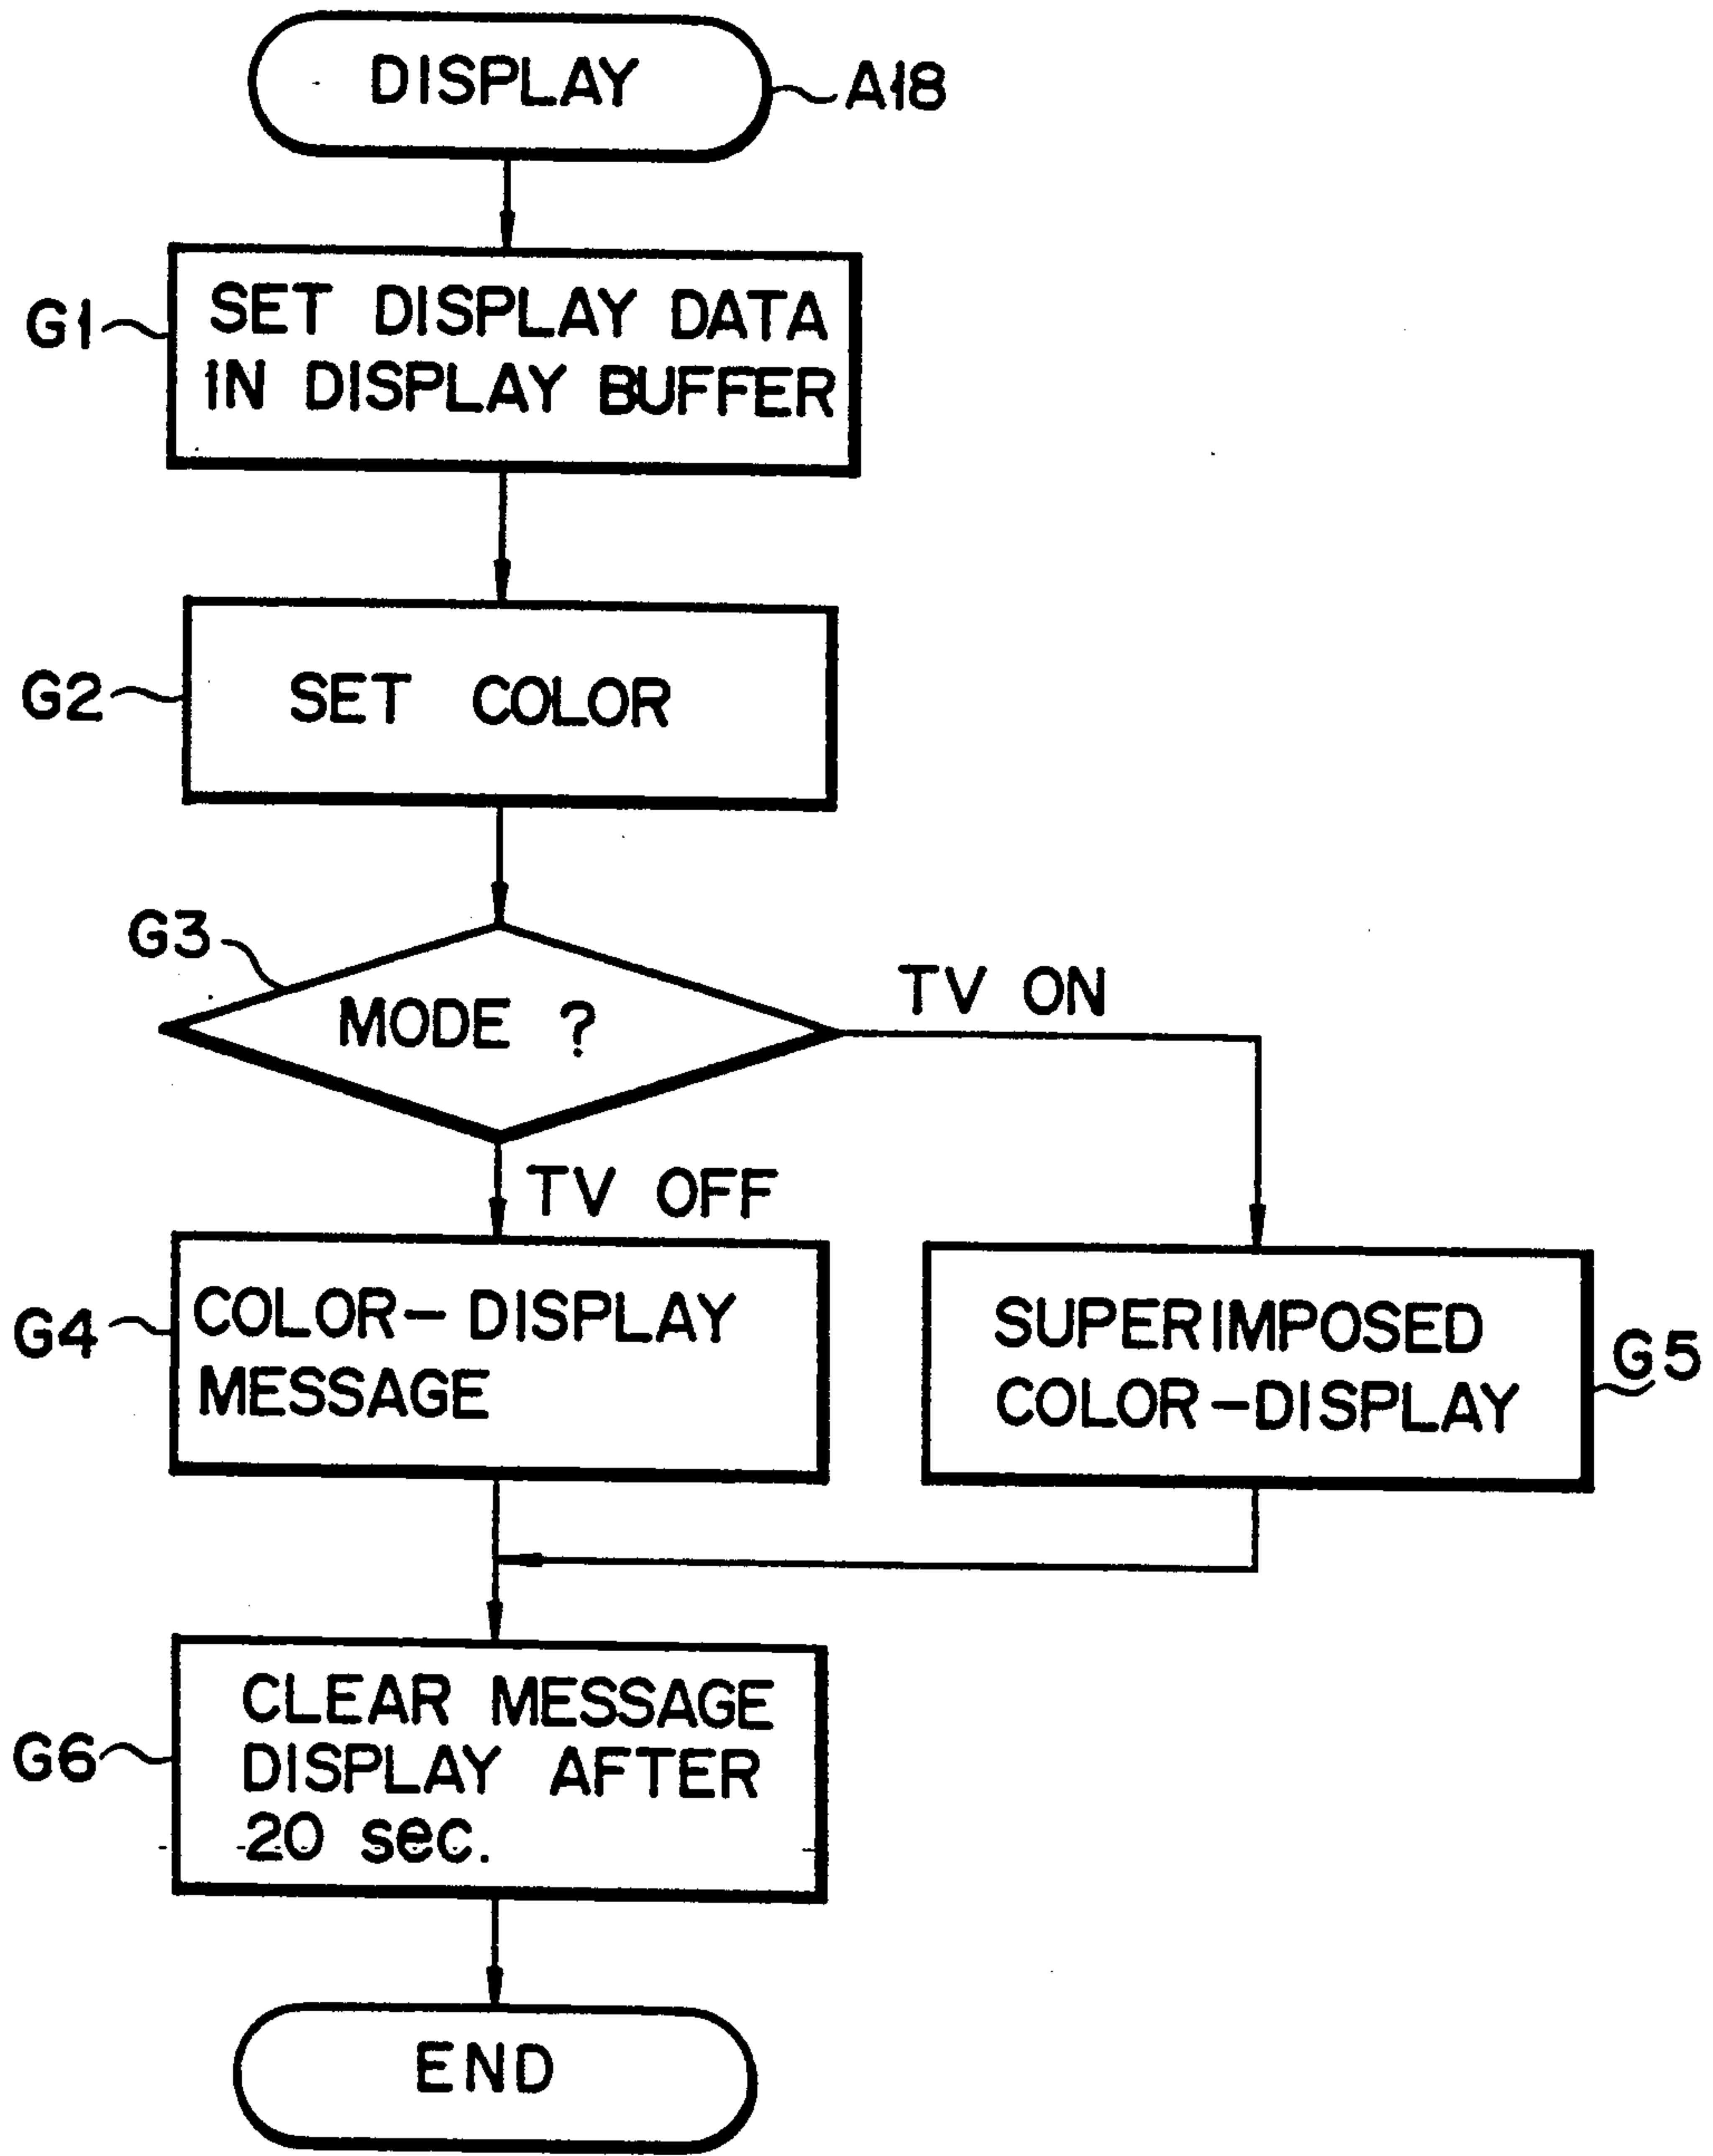 DISPLAY
A18
G1
SET DISPLAY DATA
IN DISPLAY BUFFER
G2
SET COLOR
G3
MODE ?
TV ON
TV OFF
G4
COLOR-DISPLAY
MESSAGE
SUPERIMPOSED
COLOR-DISPLAY
G5
G6
CLEAR MESSAGE
DISPLAY AFTER
20 sec.
END